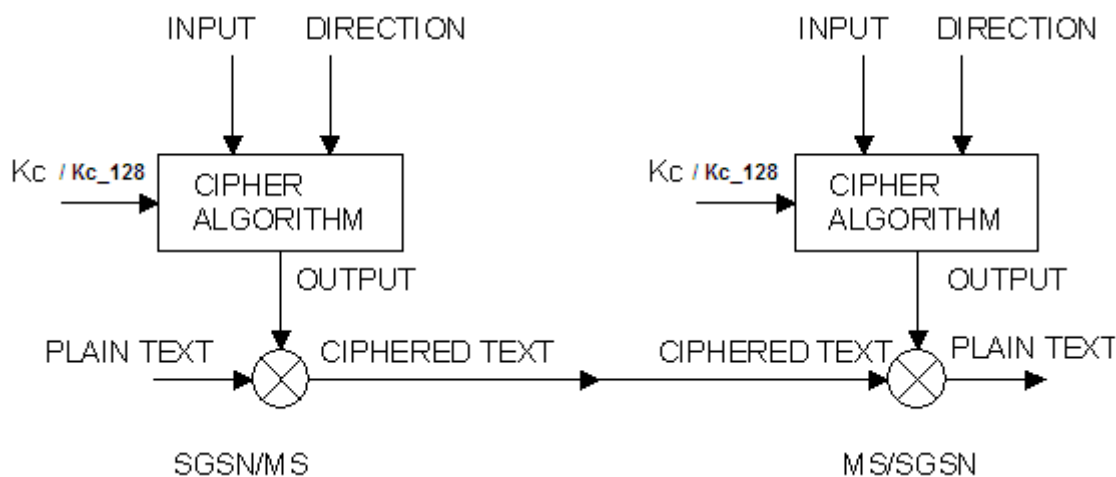 INPUT DIRECTION INPUT DIRECTION
Kc / Kc_128 Kc / Kc_128
CIPHER CIPHER
ALGORITHM ALGORITHM
OUTPUT OUTPUT
PLAIN TEXT CIPHERED TEXT CIPHERED TEXT PLAIN TEXT
SGSN/MS MS/SGSN